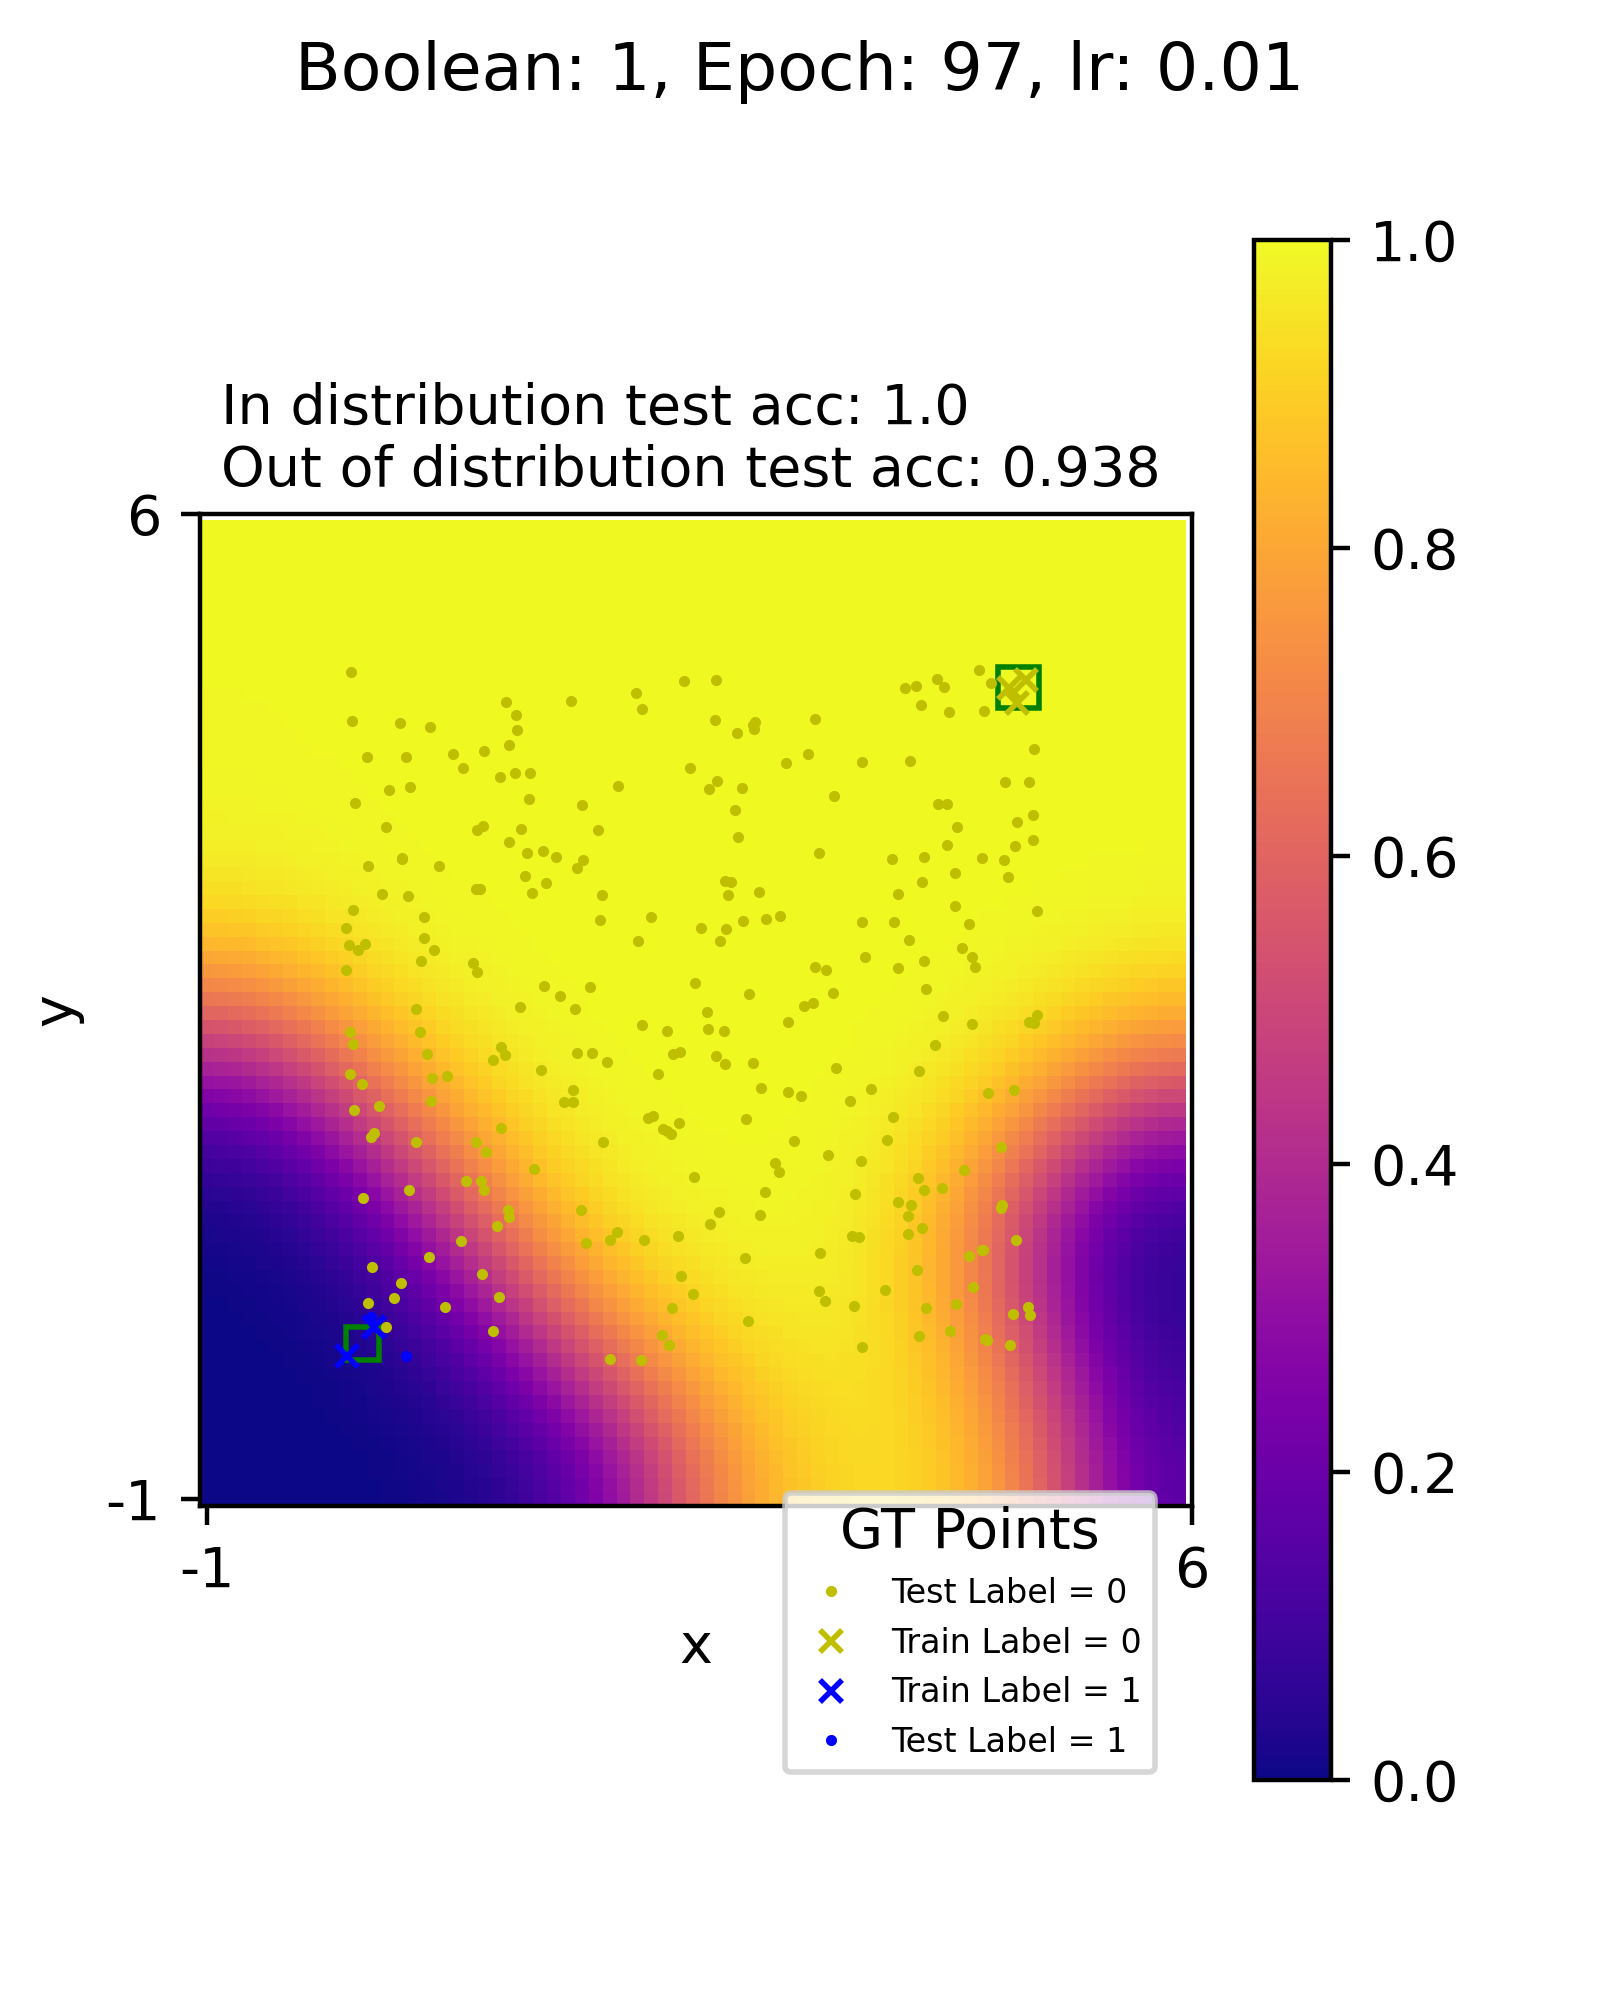 Boolean: 1, Epoch: 97, lr: 0.01
In distribution test acc: 1.0
Out of distribution test acc: 0.938
6
y
-1
-1
6
x
GT Points
Test Label = 0
Train Label = 0
Train Label = 1
Test Label = 1
1.0
0.8
0.6
0.4
0.2
0.0